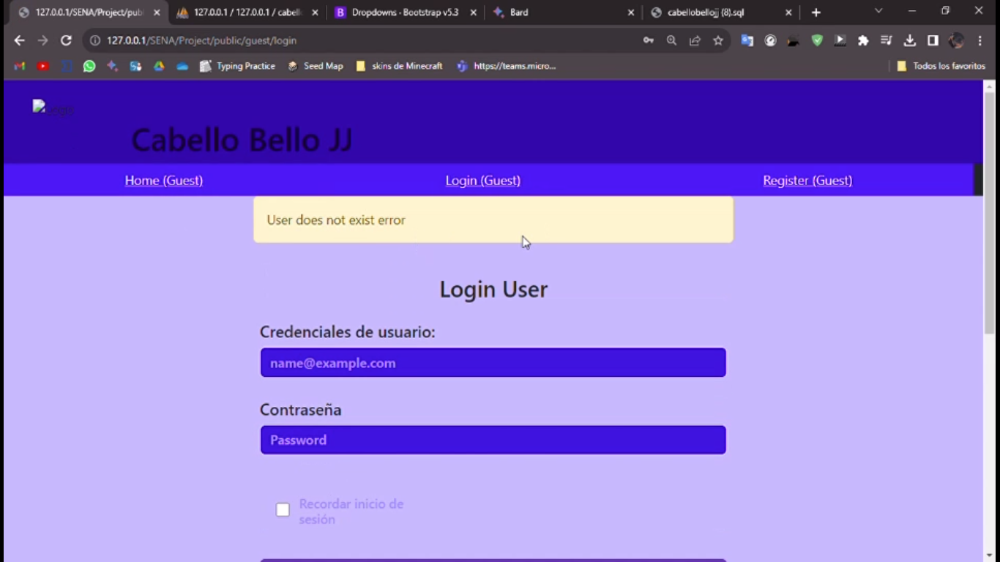 127.0.0.1/SENA/Project/publ
127.0.0.1 / 127.0.0.1 / cabell
Dropdowns · Bootstrap v5.3
Bard
cabellobellojj (8).sql
127.0.0.1/SENA/Project/public/guest/login
Typing Practice
Seed Map
skins de Minecraft
https://teams.micro...
Todos los favoritos
Logo
Cabello Bello JJ
Home (Guest)
Login (Guest)
Register (Guest)
User does not exist error
Login User
Credenciales de usuario:
name@example.com
Contraseña
Password
Recordar inicio de
sesión